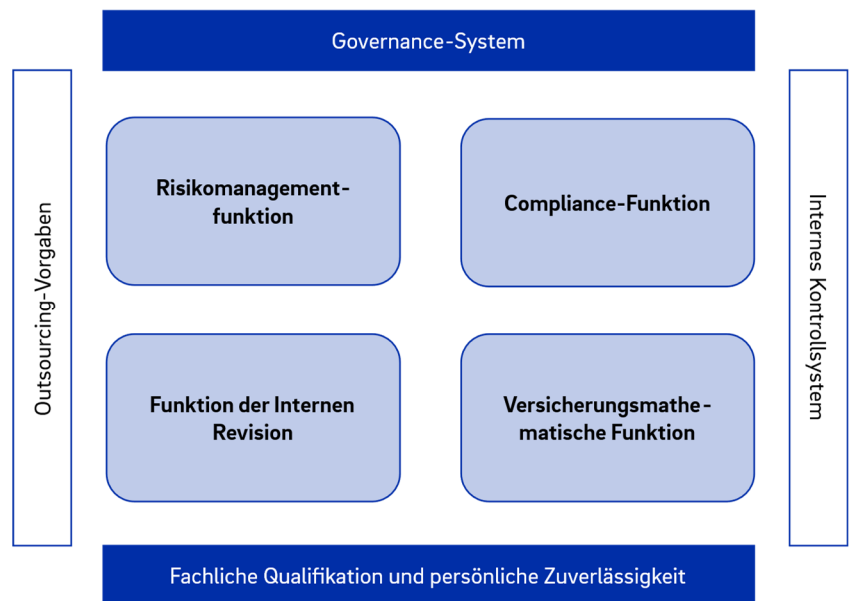 Governance-System
Outsourcing-Vorgaben
Risikomanagement-
funktion
Compliance-Funktion
Internes Kontrollsystem
Funktion der Internen
Revision
Versicherungsmathe-
matische Funktion
Fachliche Qualifikation und persönliche Zuverlässigkeit